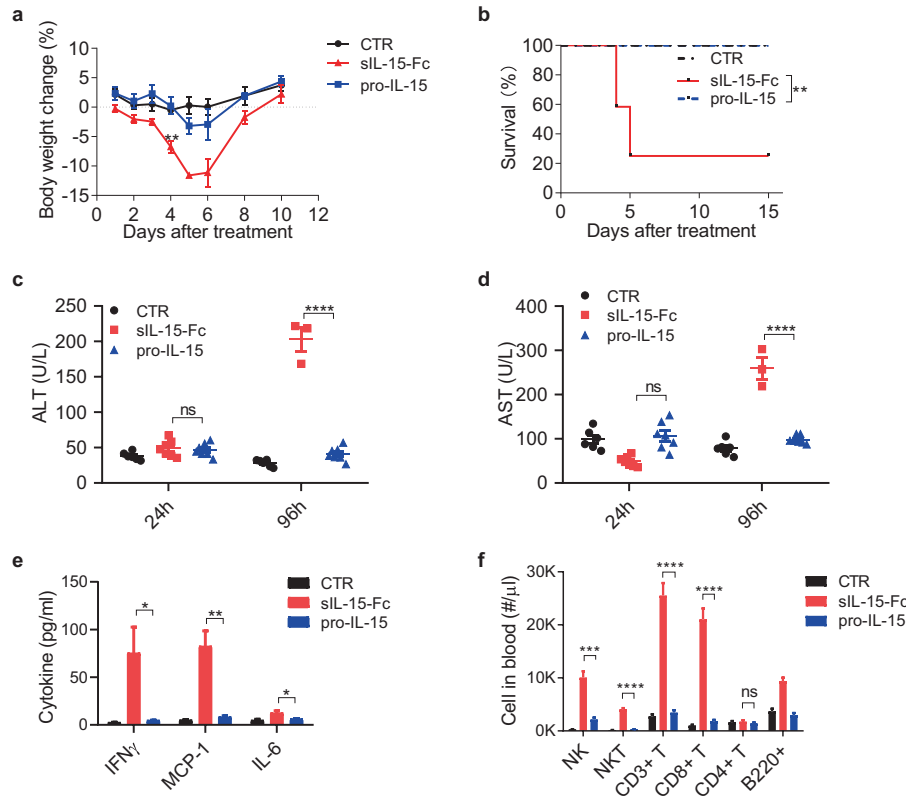 a
Body weight change (%)
10
5
0
-5
-10
-15
**
0 2 4 6 8 10 12
Days after treatment
CTR
sIL-15-Fc
pro-IL-15
b
Survival (%)
100
80
60
40
20
0
0 5 10 15
Days after treatment
CTR
sIL-15-Fc
pro-IL-15
**
c
ALT (U/L)
250
200
150
100
50
0
CTR
sIL-15-Fc
pro-IL-15
ns
****
24h 96h
d
AST (U/L)
400
300
200
100
0
CTR
sIL-15-Fc
pro-IL-15
ns
****
24h 96h
e
Cytokine (pg/ml)
150
100
50
0
*
**
*
IFNγ MCP-1 IL-6
CTR
sIL-15-Fc
pro-IL-15
f
Cell in blood (#/µl)
30K
20K
10K
0K
***
****
****
****
ns
NK NKT CD3+ T CD8+ T CD4+ T B220+
CTR
sIL-15-Fc
pro-IL-15